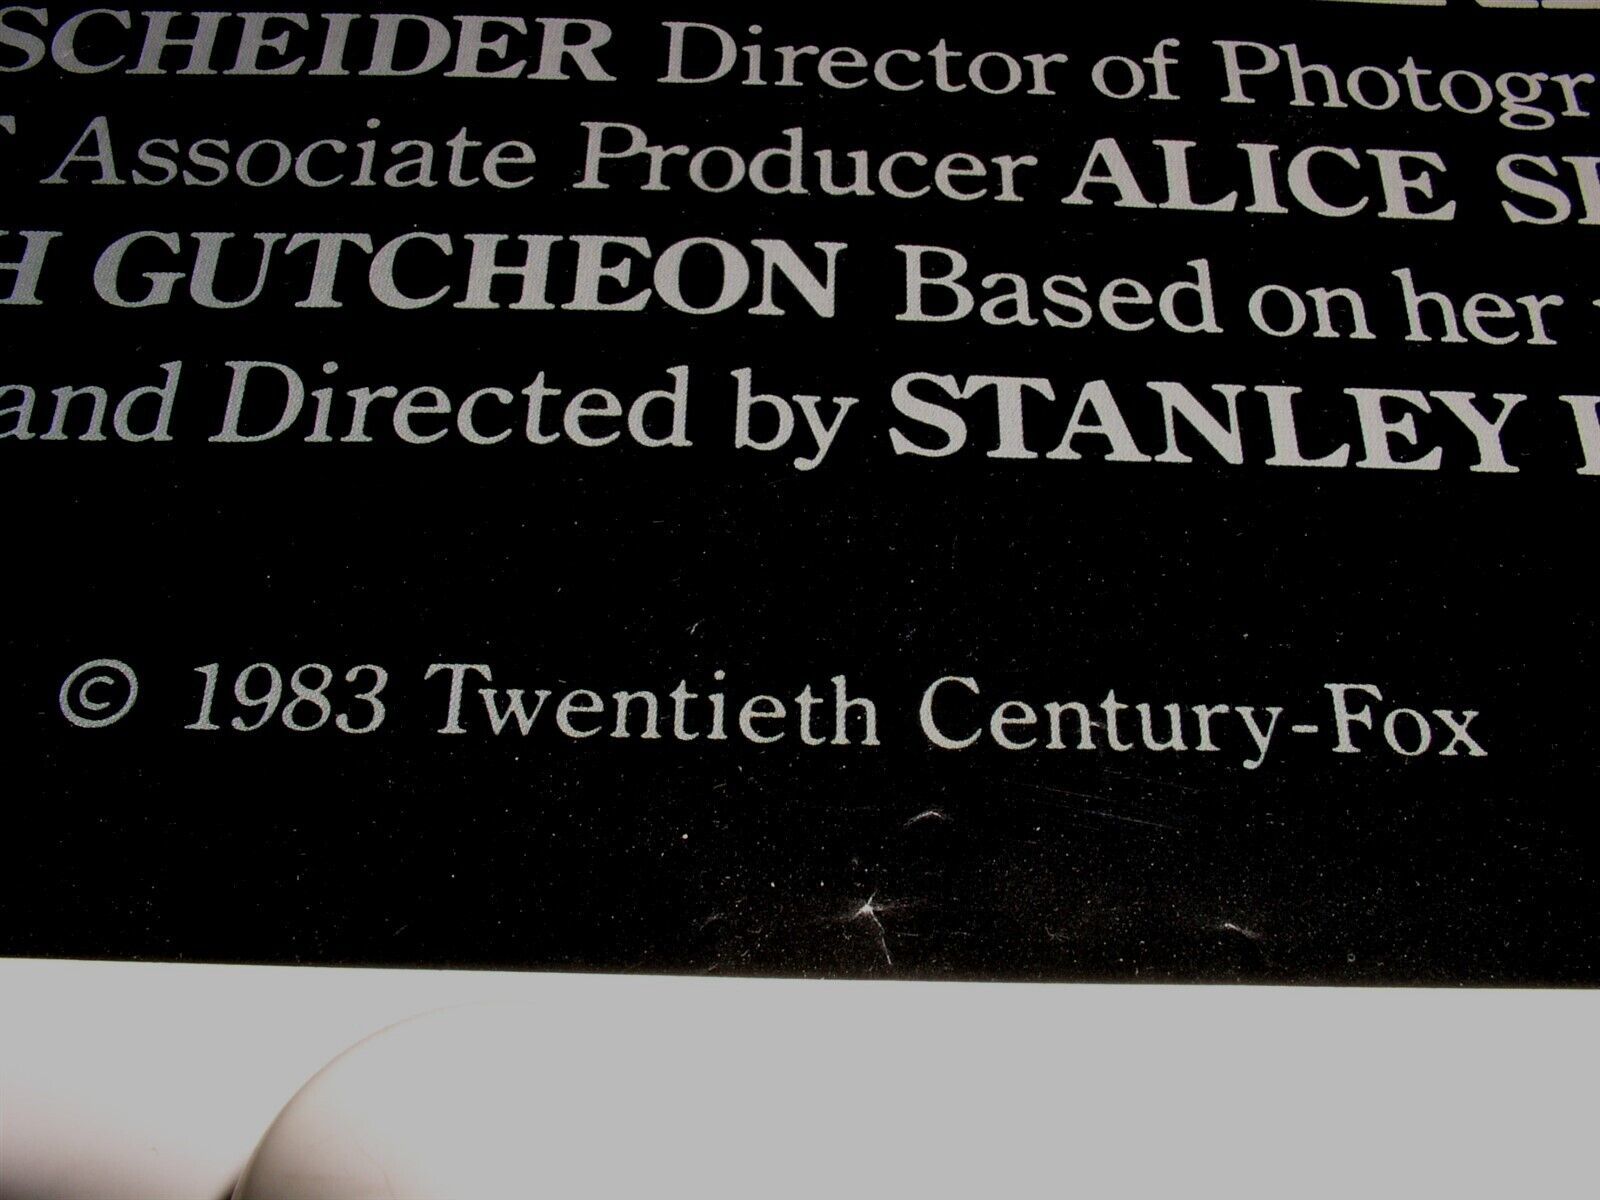 SCHEIDER Director of Photogr
Associate Producer ALICE
GUTCHEON Based on her
and Directed by STANLEY
© 1983 Twentieth Century-Fox